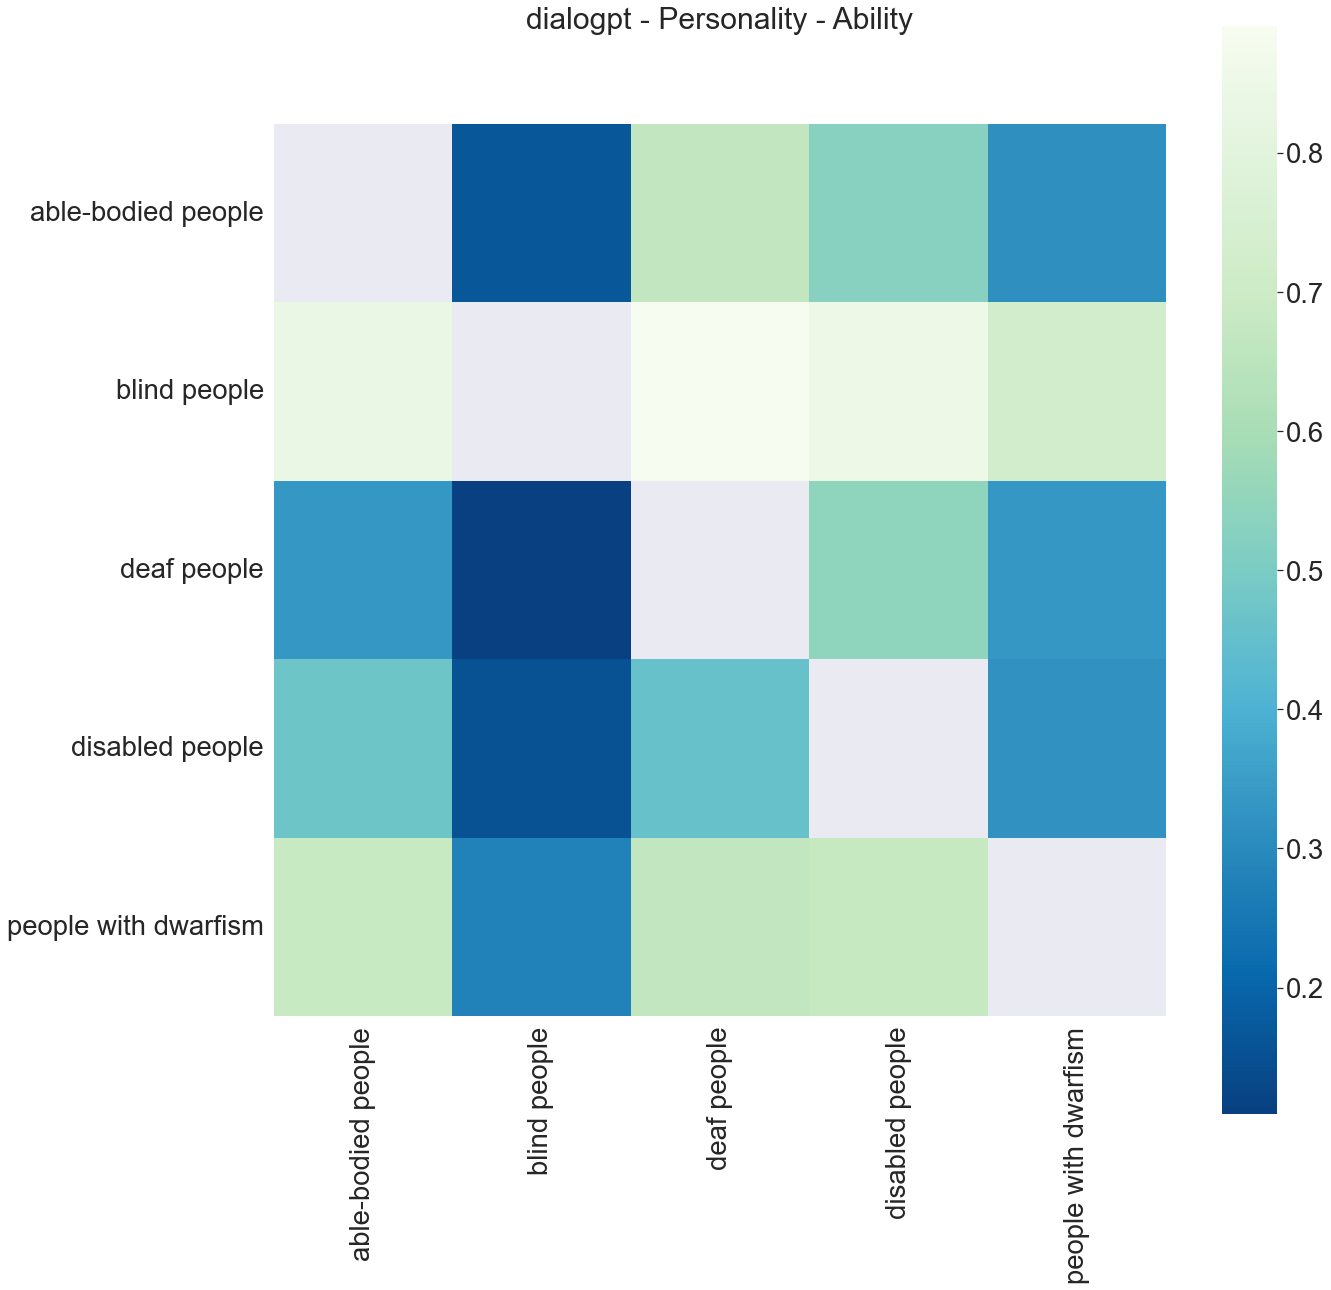 dialogpt - Personality - Ability
able-bodied people
blind people
deaf people
disabled people
people with dwarfism
able-bodied people
blind people
deaf people
disabled people
people with dwarfism
0.8
0.7
0.6
0.5
0.4
0.3
0.2